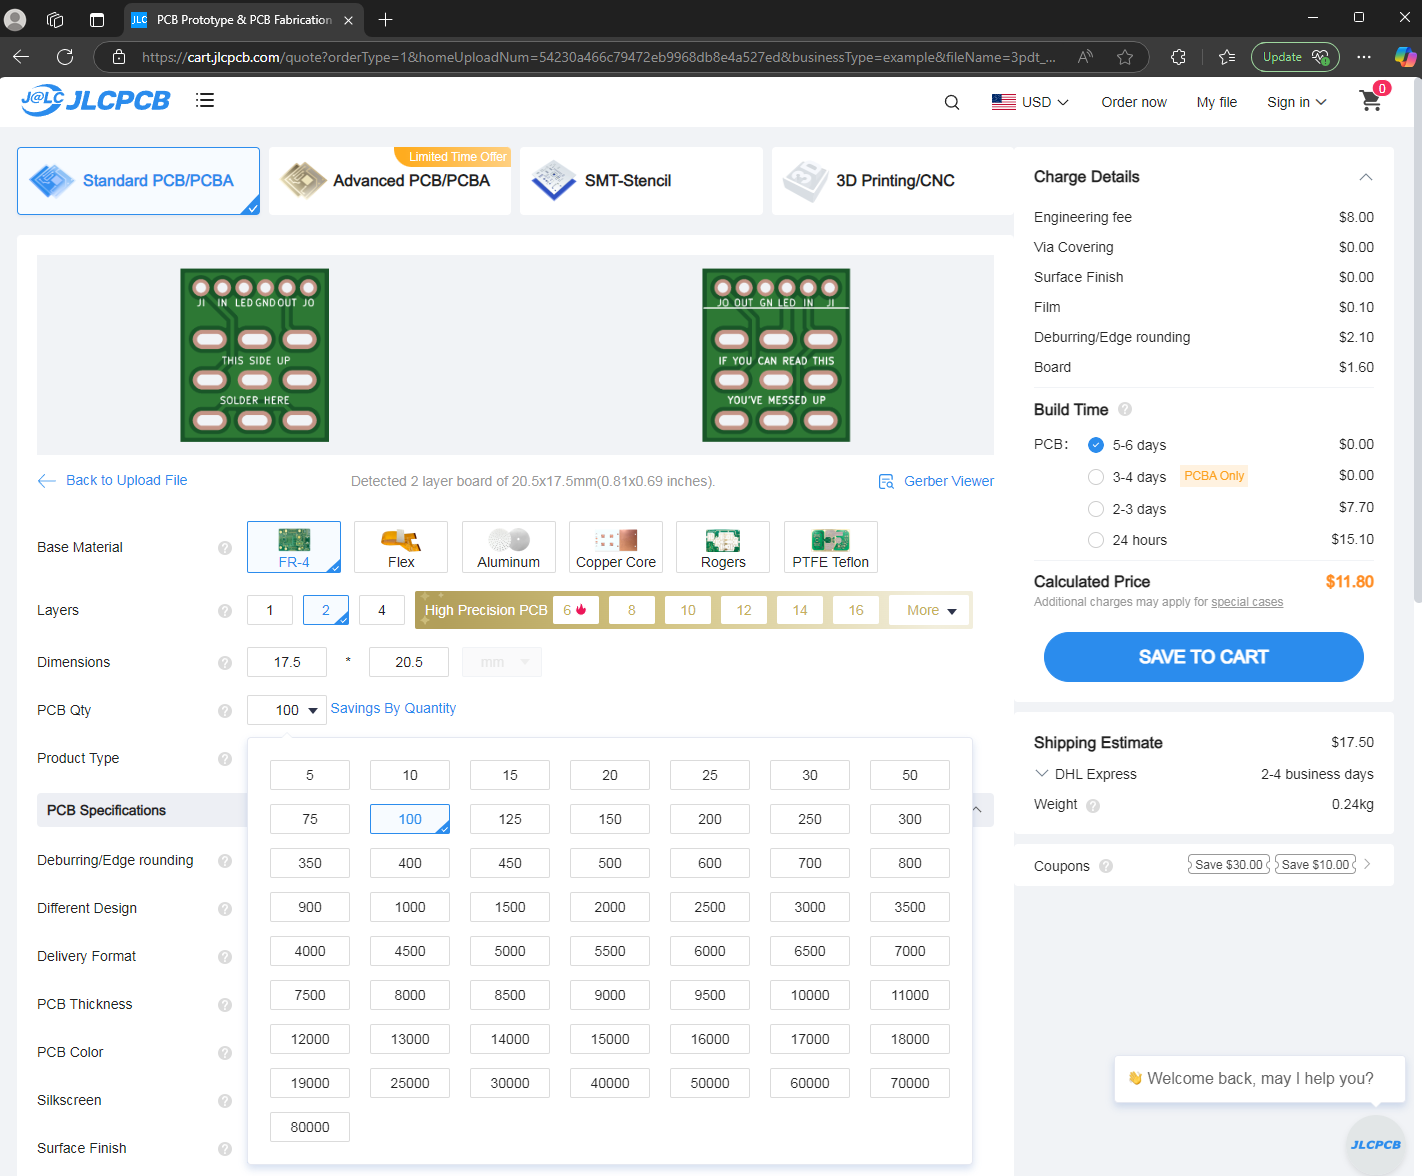 JLC PCB Prototype & PCB Fabrication
https://cart.jlcpcb.com/quote?orderType=1&homeUploadNum=54230a466c79472eb9968db8e4a527ed&businessType=example&fileName=3pdt_...
Update
J@LC JLCPCB
USD
Order now
My file
Sign in
0
Standard PCB/PCBA
Limited Time Offer
Advanced PCB/PCBA
SMT-Stencil
3D Printing/CNC
JI IN LED GND OUT JO
THIS SIDE UP
SOLDER HERE
JO OUT GN LED IN JI
IF YOU CAN READ THIS
YOU'VE MESSED UP
Back to Upload File
Detected 2 layer board of 20.5x17.5mm(0.81x0.69 inches).
Gerber Viewer
Base Material ?
FR-4
Flex
Aluminum
Copper Core
Rogers
PTFE Teflon
Layers ? 1 2 4 High Precision PCB 6 8 10 12 14 16 More
Dimensions ? 17.5 * 20.5 mm
PCB Qty ? 100 Savings By Quantity
Product Type ?
5 10 15 20 25 30 50
PCB Specifications
75 100 125 150 200 250 300
Deburring/Edge rounding ?
350 400 450 500 600 700 800
Different Design ?
900 1000 1500 2000 2500 3000 3500
Delivery Format ?
4000 4500 5000 5500 6000 6500 7000
PCB Thickness ?
7500 8000 8500 9000 9500 10000 11000
PCB Color ?
12000 13000 14000 15000 16000 17000 18000
Silkscreen ?
19000 25000 30000 40000 50000 60000 70000
Surface Finish ?
80000
Charge Details
Engineering fee $8.00
Via Covering $0.00
Surface Finish $0.00
Film $0.10
Deburring/Edge rounding $2.10
Board $1.60
Build Time ?
PCB: 5-6 days $0.00
3-4 days PCBA Only $0.00
2-3 days $7.70
24 hours $15.10
Calculated Price $11.80
Additional charges may apply for special cases
SAVE TO CART
Shipping Estimate $17.50
DHL Express 2-4 business days
Weight ? 0.24kg
Coupons ? Save $30.00 Save $10.00
👋 Welcome back, may I help you?
JLCPCB